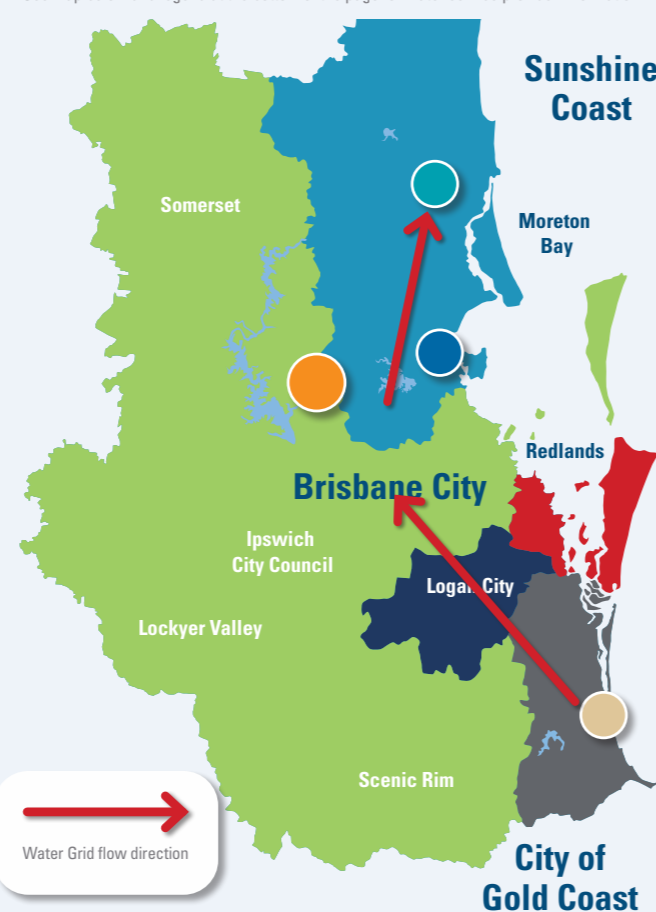 Sunshine
Coast
Somerset
Moreton
Bay
Redlands
Brisbane City
Ipswich
City Council
Logan City
Lockyer Valley
Scenic Rim
Water Grid flow direction
City of
Gold Coast